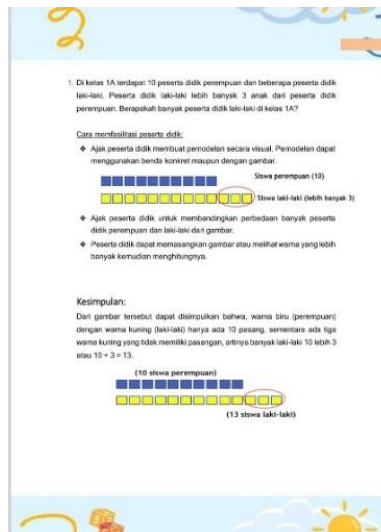 1. Di kelas 1A terdapat 10 peserta didik perempuan dan beberapa peserta didik
laki-laki. Peserta didik laki-laki lebih banyak 3 anak dari peserta didik
perempuan. Berapakah banyak peserta didik laki-laki di kelas 1A?
Cara memfasilitasi peserta didik:
❖ Ajak peserta didik membuat pemodelan secara visual. Pemodelan dapat
menggunakan benda konkret maupun dengan gambar.
Siswa perempuan (10)
Siswa laki-laki (lebih banyak 3)
❖ Ajak peserta didik untuk membandingkan perbedaan banyak peserta
didik perempuan dan laki-laki dari gambar.
❖ Peserta didik dapat memasangkan gambar atau melihat warna yang lebih
banyak kemudian menghitungnya.
Kesimpulan:
Dari gambar tersebut dapat disimpulkan bahwa, warna biru (perempuan)
dengan warna kuning (laki-laki) hanya ada 10 pasang, sementara ada tiga
warna kuning yang tidak memiliki pasangan, artinya banyak laki-laki 10 lebih 3
atau 10 + 3 = 13.
(10 siswa perempuan)
(13 siswa laki-laki)